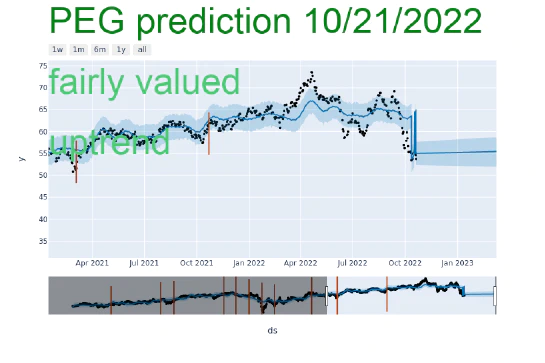 PEG prediction 10/21/2022
1w 1m 6m 1y all
75
fairly valued
70
65
60
uptrend
55
50
45
40
35
y
Apr 2021 Jul 2021 Oct 2021 Jan 2022 Apr 2022 Jul 2022 Oct 2022 Jan 2023
ds